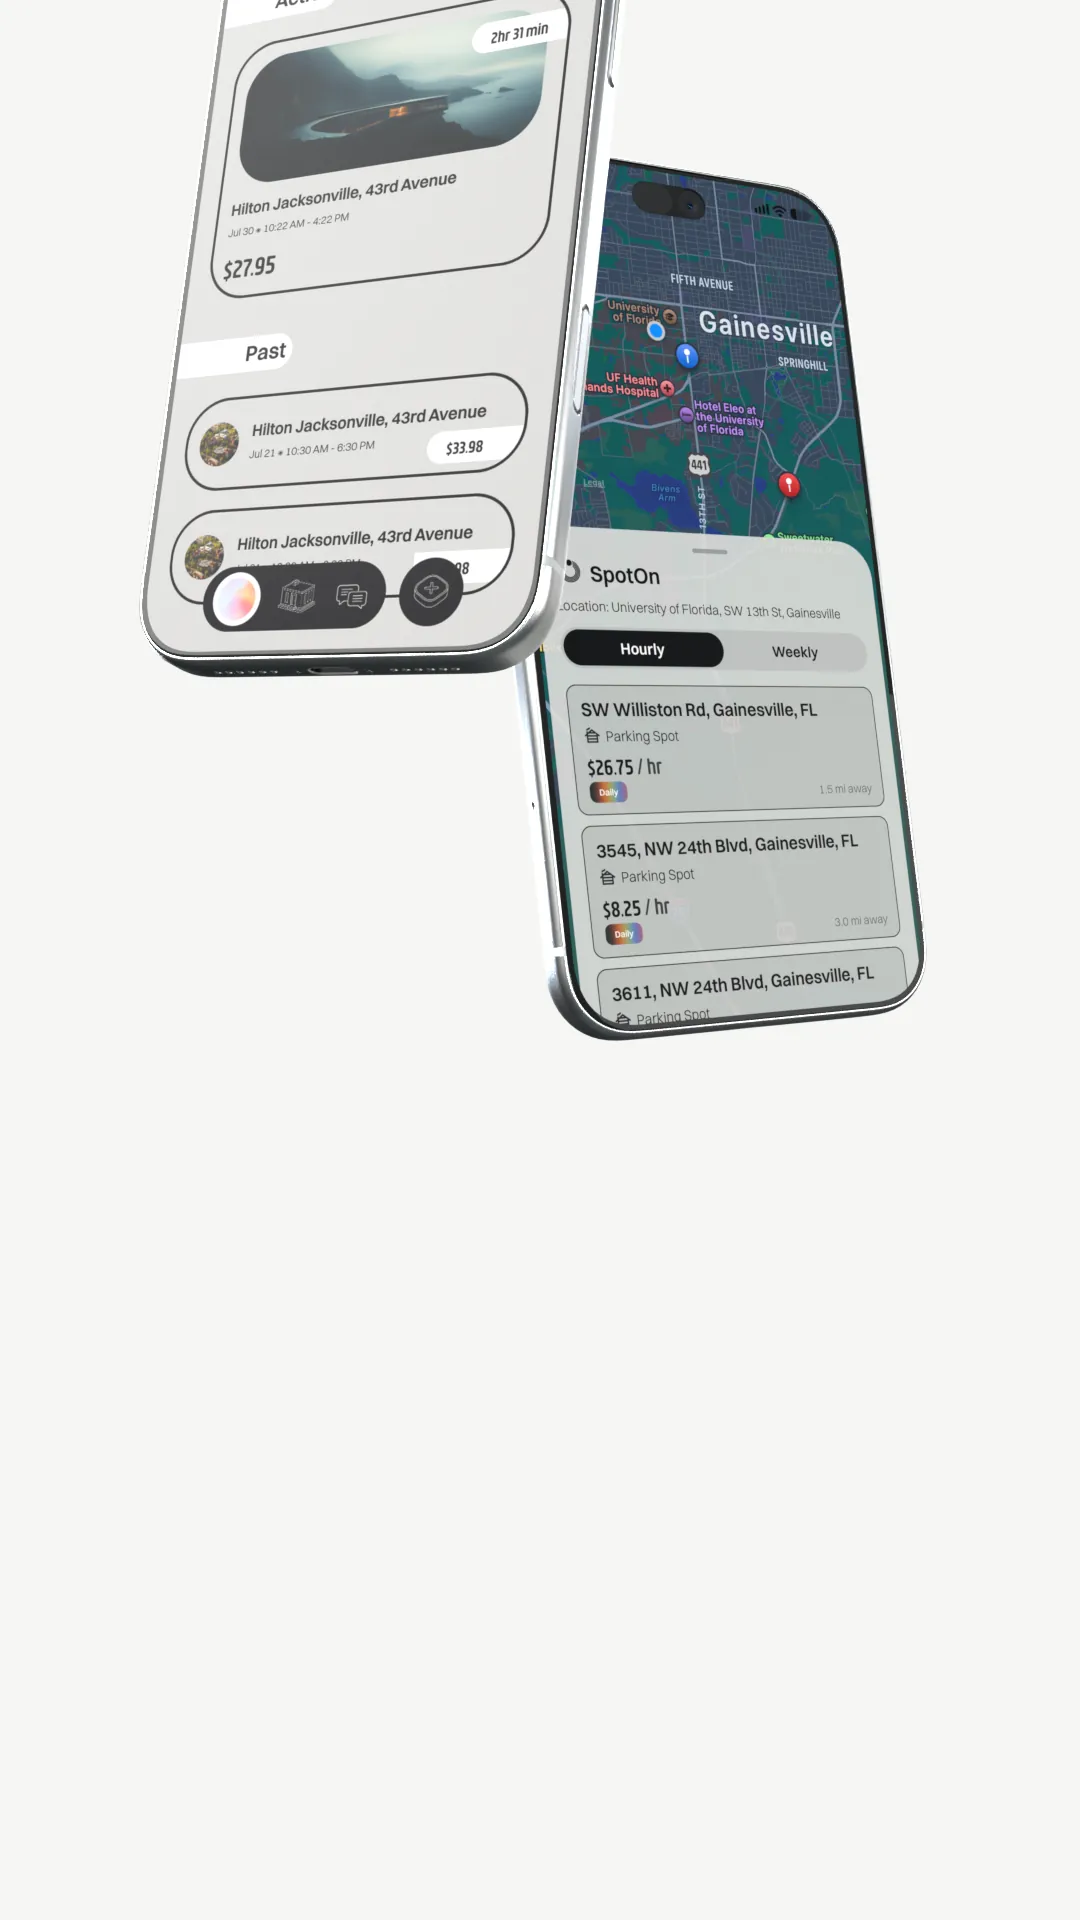 2hr 31 min
Hilton Jacksonville, 43rd Avenue
Jul 30 • 10:22 AM - 4:22 PM
$27.95
Past
Hilton Jacksonville, 43rd Avenue
Jul 21 • 10:30 AM - 6:30 PM
$33.98
Hilton Jacksonville, 43rd Avenue
98
FIFTH AVENUE
University
of Florida
Gainesville
SPRINGHILL
UF Health
ands Hospital
Hotel Eleo at
the University
of Florida
441
Legal
Bivens
Arm
13TH ST
Sweetwater
SpotOn
Location: University of Florida, SW 13th St, Gainesville
Hourly
Weekly
SW Williston Rd, Gainesville, FL
Parking Spot
$26.75 / hr
Daily
1.5 mi away
3545, NW 24th Blvd, Gainesville, FL
Parking Spot
$8.25 / hr
Daily
3.0 mi away
3611, NW 24th Blvd, Gainesville, FL
Parking Spot